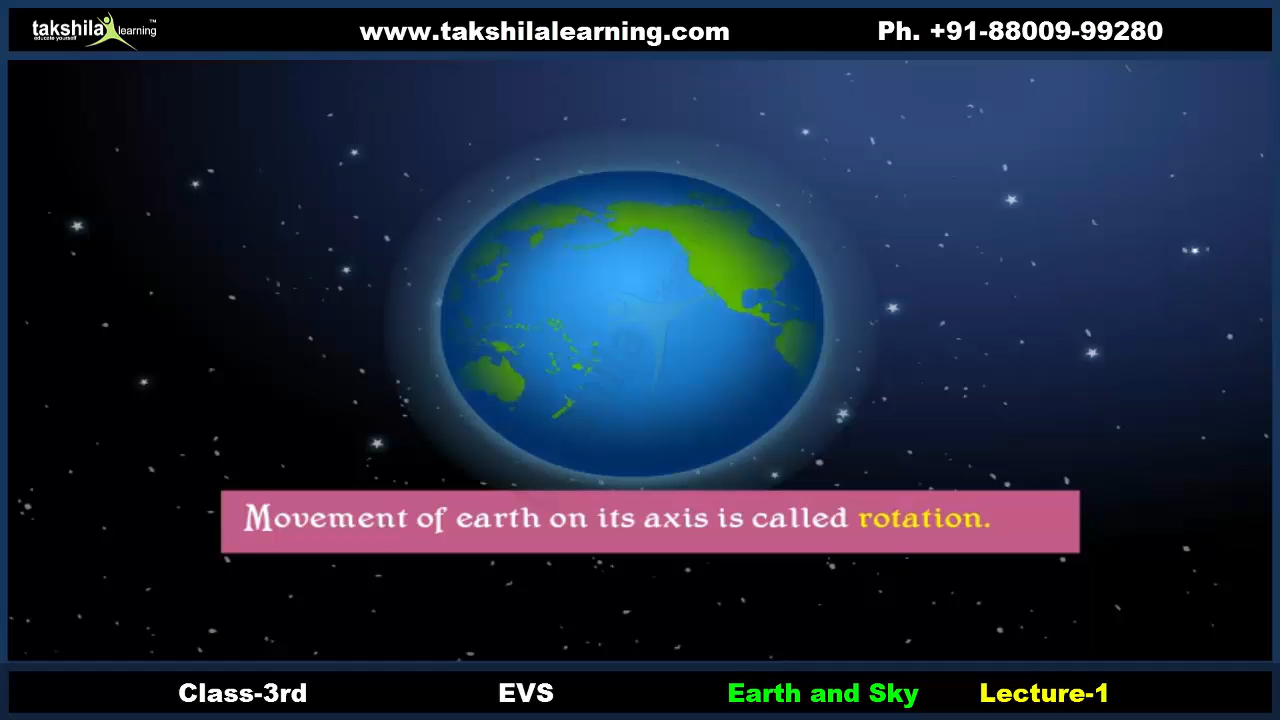 takshila learning ™
educate yourself
www.takshilalearning.com
Ph. +91-88009-99280
Movement of earth on its axis is called rotation.
Class-3rd
EVS
Earth and Sky
Lecture-1